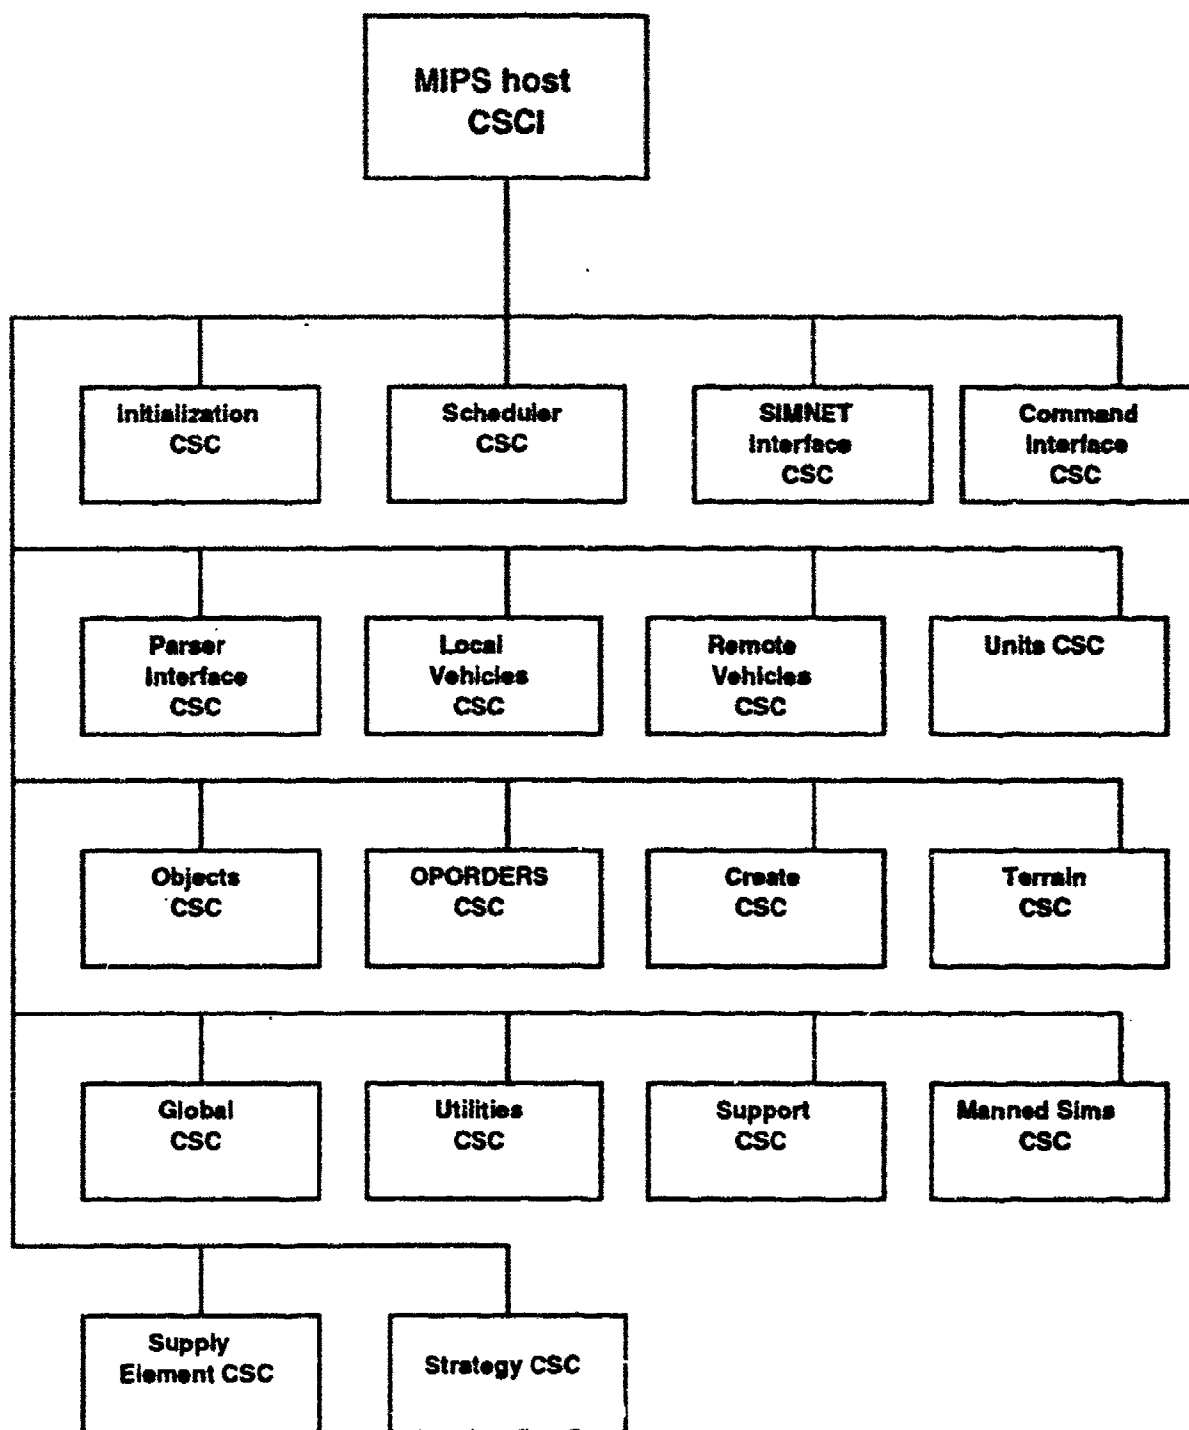 MIPS host
CSCI
Initialization
CSC
Scheduler
CSC
SIMNET
Interface
CSC
Command
Interface
CSC
Parser
Interface
CSC
Local
Vehicles
CSC
Remote
Vehicles
CSC
Units CSC
Objects
CSC
OPORDERS
CSC
Create
CSC
Terrain
CSC
Global
CSC
Utilities
CSC
Support
CSC
Manned Sims
CSC
Supply
Element CSC
Strategy CSC